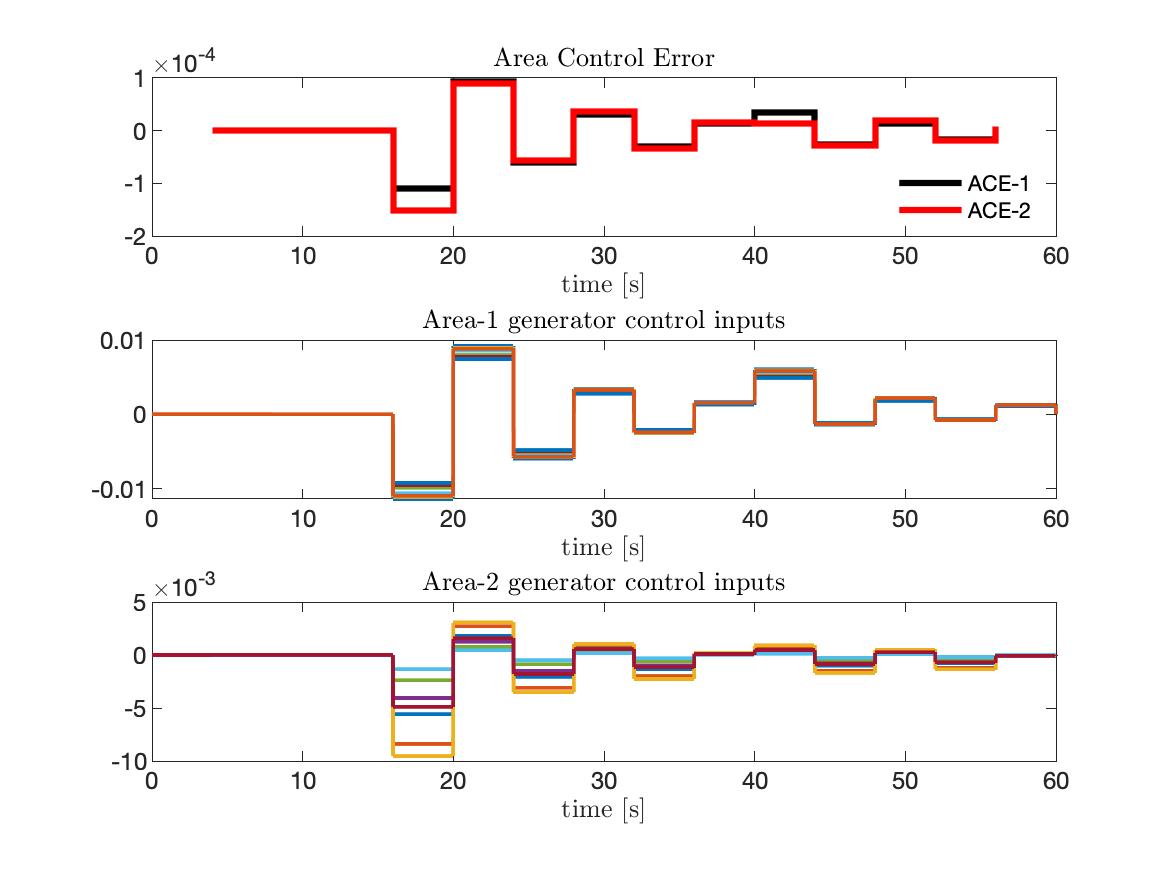 Area Control Error
×10-4
1
0
-1
-2
ACE-1
ACE-2
0 10 20 30 40 50 60
time [s]
Area-1 generator control inputs
0.01
0
-0.01
0 10 20 30 40 50 60
time [s]
Area-2 generator control inputs
×10-3
5
0
-5
-10
0 10 20 30 40 50 60
time [s]